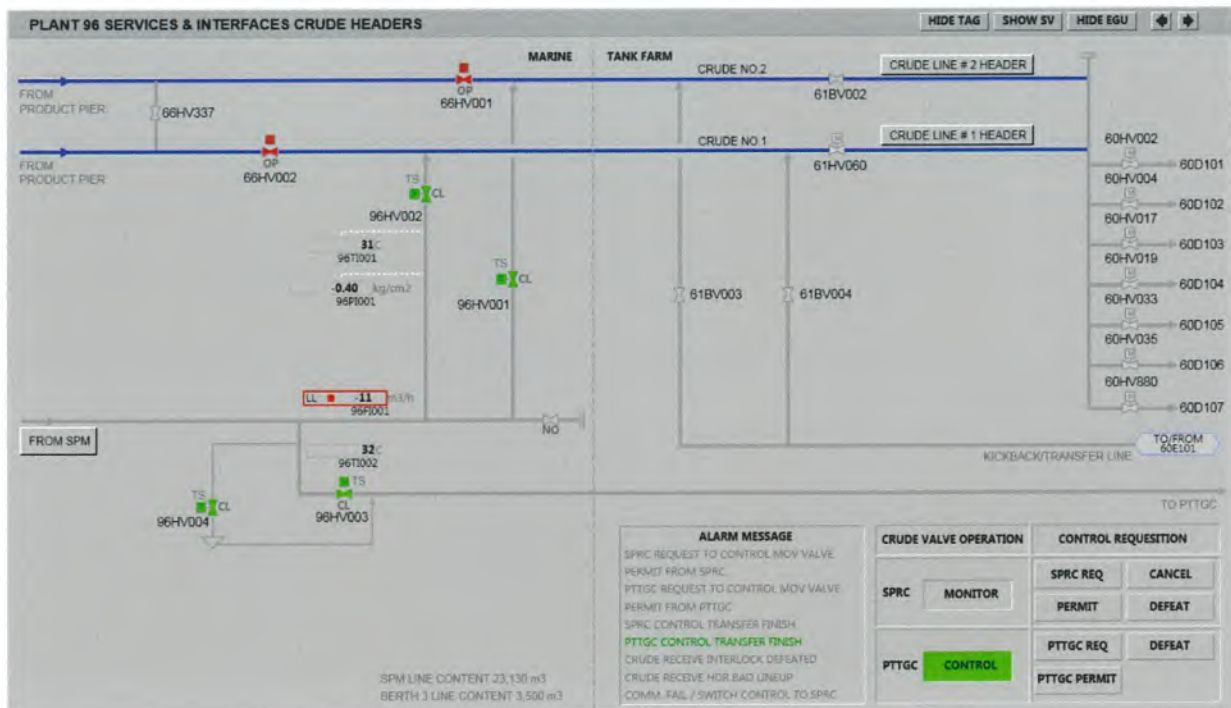 PLANT 96 SERVICES & INTERFACES CRUDE HEADERS
HIDE TAG
SHOW SV
HIDE EGU
MARINE
TANK FARM
FROM
PRODUCT PIER
66HV337
OP
66HV001
CRUDE NO.2
61BV002
CRUDE LINE # 2 HEADER
FROM
PRODUCT PIER
OP
66HV002
CRUDE NO.1
61HV060
CRUDE LINE # 1 HEADER
TS
CL
96HV002
31C
96TI001
-0.40 kg/cm2
96PI001
TS
CL
96HV001
61BV003
61BV004
60HV002
60D101
60HV004
60D102
60HV017
60D103
60HV019
60D104
60HV033
60D105
60HV035
60D106
60HV880
60D107
LL -11 m3/h
96FI001
NO
FROM SPM
32C
96TI002
TS
CL
96HV003
TS
CL
96HV004
KICKBACK/TRANSFER LINE
TO/FROM
60E101
TO PTTGC
SPM LINE CONTENT 23,130 m3
BERTH 3 LINE CONTENT 3,500 m3
ALARM MESSAGE
SPRC REQUEST TO CONTROL MOV VALVE
PERMIT FROM SPRC
PTTGC REQUEST TO CONTROL MOV VALVE
PERMIT FROM PTTGC
SPRC CONTROL TRANSFER FINISH
PTTGC CONTROL TRANSFER FINISH
CRUDE RECEIVE INTERLOCK DEFEATED
CRUDE RECEIVE HDR BAD LINEUP
COMM. FAIL / SWITCH CONTROL TO SPRC
CRUDE VALVE OPERATION
SPRC
MONITOR
PTTGC
CONTROL
CONTROL REQUESITION
SPRC REQ
CANCEL
PERMIT
DEFEAT
PTTGC REQ
DEFEAT
PTTGC PERMIT